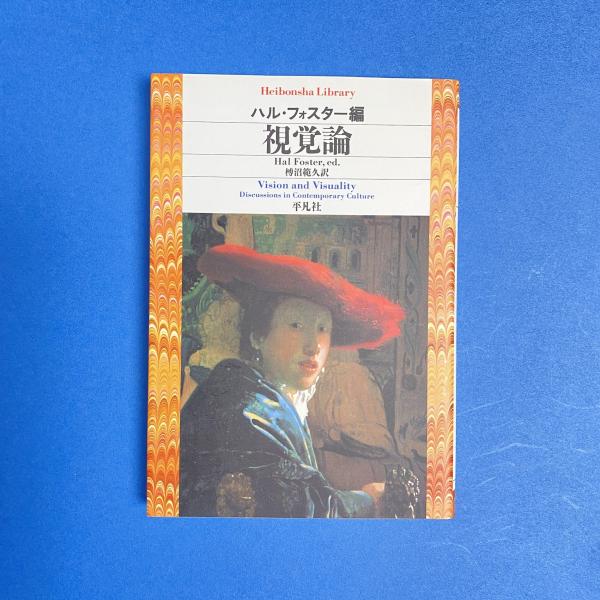 Heibonsha Library
ハル・フォスター編
視覚論
Hal Foster, ed.
榑沼範久訳
Vision and Visuality
Discussions in Contemporary Culture
平凡社